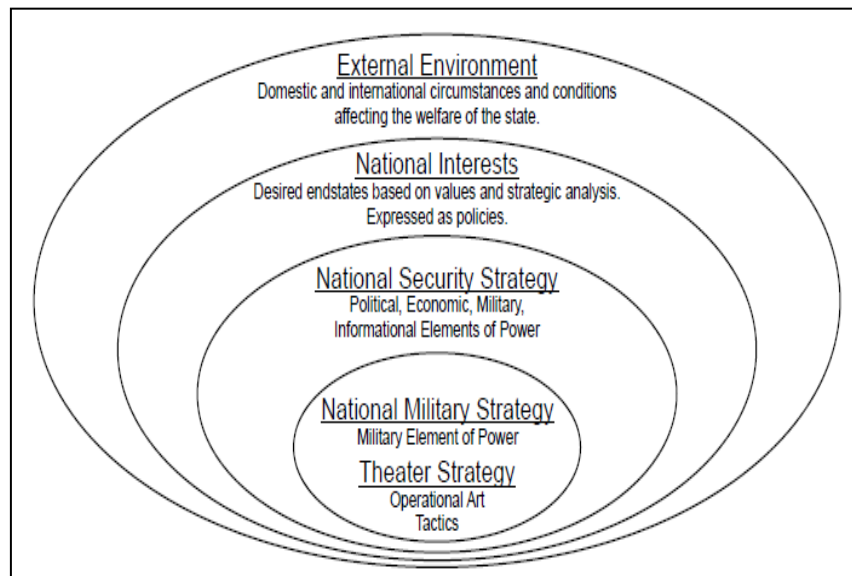 External Environment
Domestic and international circumstances and conditions
affecting the welfare of the state.
National Interests
Desired endstates based on values and strategic analysis.
Expressed as policies.
National Security Strategy
Political, Economic, Military,
Informational Elements of Power
National Military Strategy
Military Element of Power
Theater Strategy
Operational Art
Tactics